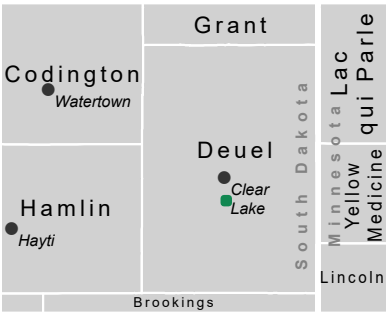 Grant
Codington
Watertown
Deuel
Clear
Lake
Hamlin
Hayti
Brookings
South Dakota
Minnesota
Lac
qui Parle
Yellow
Medicine
Lincoln